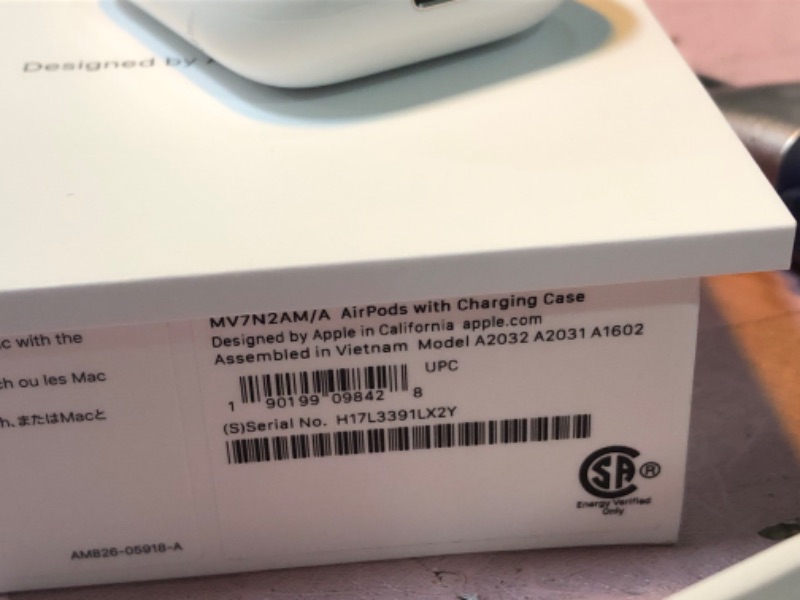 Designed by
MV7N2AM/A AirPods with Charging Case
Designed by Apple in California apple.com
Assembled in Vietnam Model A2032 A2031 A1602
UPC
1 90199 09842 8
(S)Serial No. H17L3391LX2Y
SA®
Energy Verified
Only
c with the
ch ou les Mac
h.またはMacと
AM826-05918-A